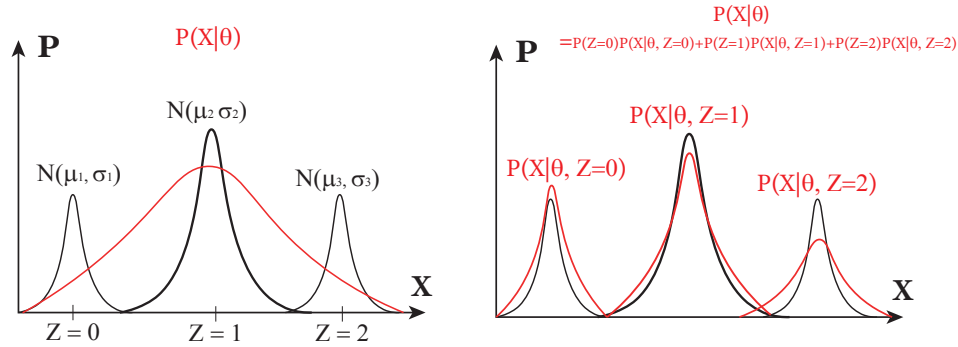 P
P(X|θ)
N(μ₂ σ₂)
N(μ₁, σ₁)
N(μ₃, σ₃)
X
Z = 0
Z = 1
Z = 2
P(X|θ)
=P(Z=0)P(X|θ, Z=0)+P(Z=1)P(X|θ, Z=1)+P(Z=2)P(X|θ, Z=2)
P
P(X|θ, Z=1)
P(X|θ, Z=0)
P(X|θ, Z=2)
X